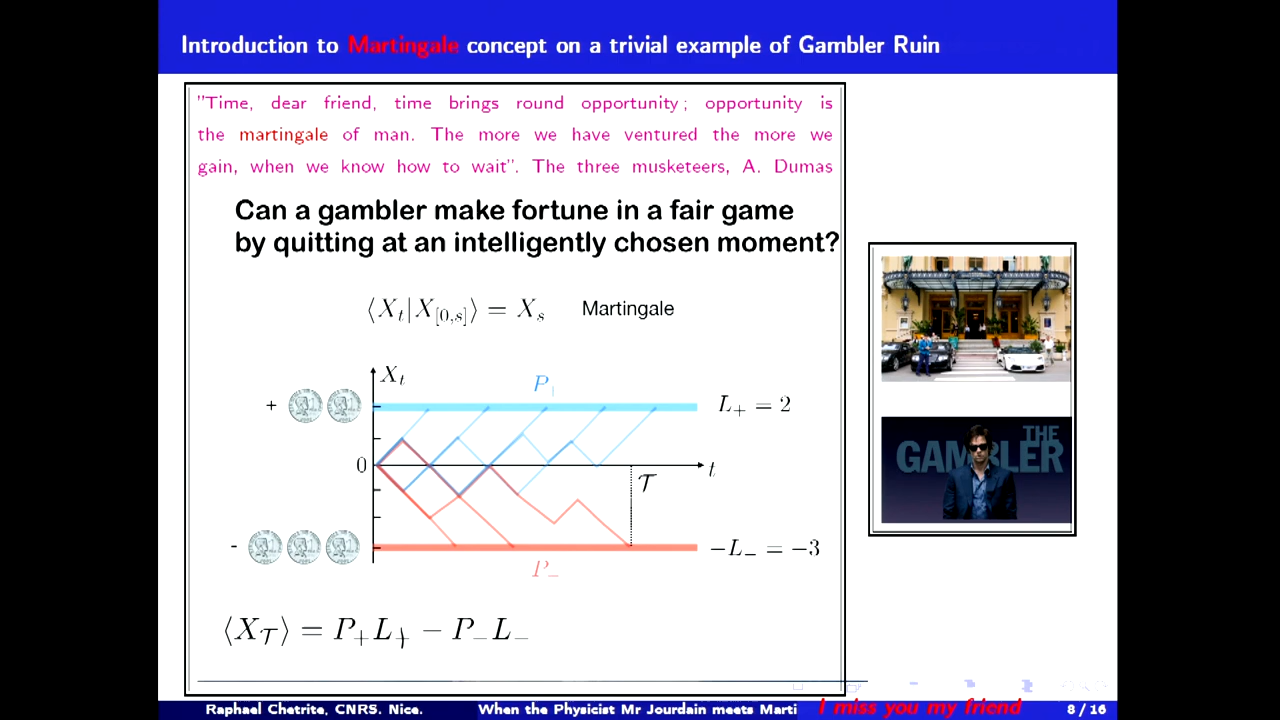 Introduction to Martingale concept on a trivial example of Gambler Ruin
"Time, dear friend, time brings round opportunity ; opportunity is
the martingale of man. The more we have ventured the more we
gain, when we know how to wait". The three musketeers, A. Dumas
Can a gambler make fortune in a fair game
by quitting at an intelligently chosen moment?
⟨X_t|X_{[0,s]}⟩ = X_s Martingale
X_t
P_+
+
L_+ = 2
0
t
𝒯
-
−L_− = −3
P_−
⟨X_𝒯⟩ = P_+L_+ − P_−L_−
THE
GAMBLER
Raphael Chetrite, CNRS. Nice. When the Physicist Mr Jourdain meets Marti I miss you my friend 8 / 16